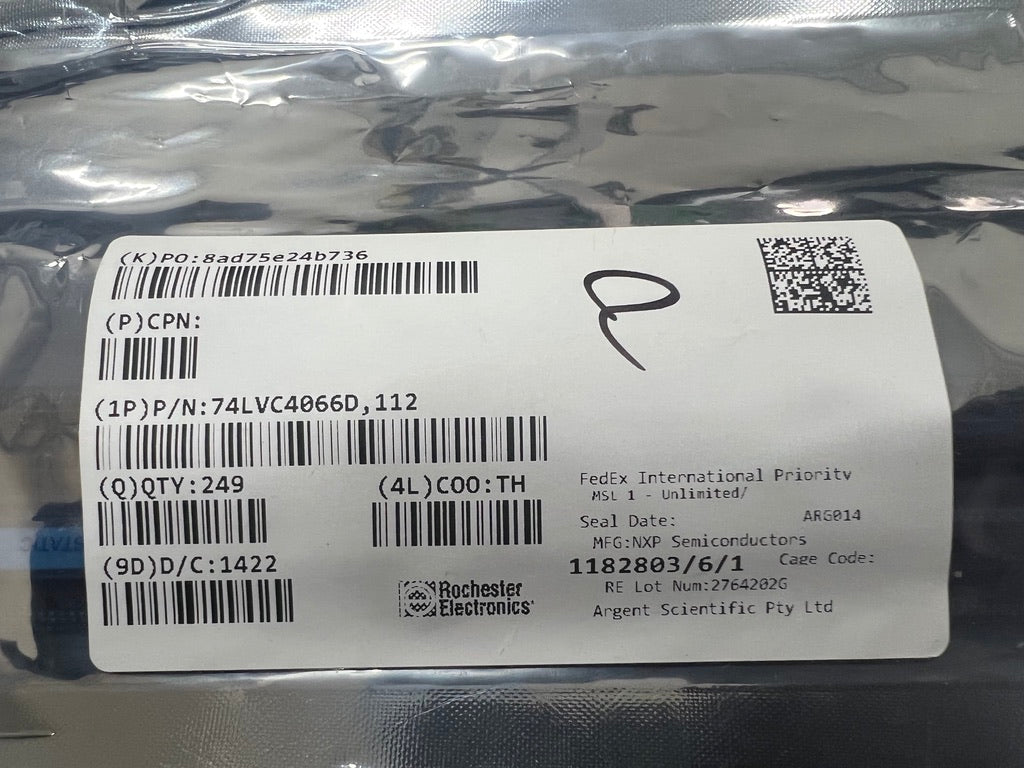 (K)PO:8ad75e24b736
(P)CPN:
(1P)P/N:74LVC4066D,112
(Q)QTY:249
(4L)COO:TH
(9D)D/C:1422
Rochester
Electronics
FedEx International Priority
MSL 1 - Unlimited/
Seal Date:
ARG014
MFG:NXP Semiconductors
1182803/6/1
Cage Code:
RE Lot Num:2764202G
Argent Scientific Pty Ltd
STATIC